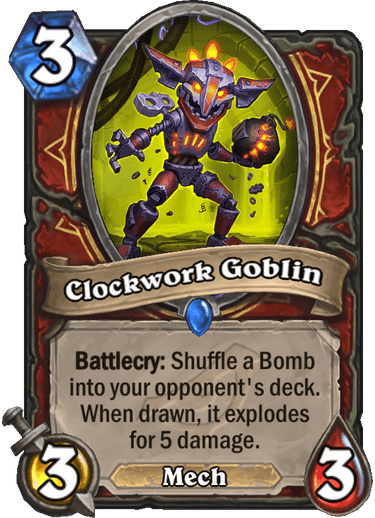 3
Clockwork Goblin
Battlecry: Shuffle a Bomb
into your opponent's deck.
When drawn, it explodes
for 5 damage.
3
Mech
3